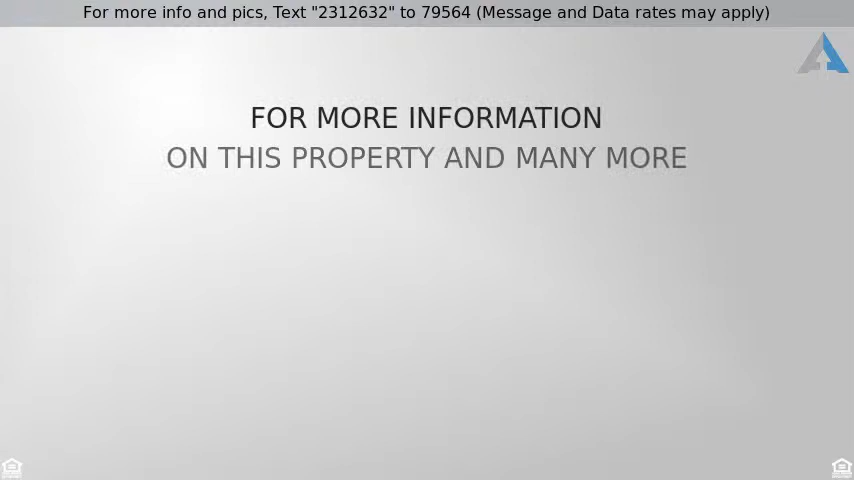 For more info and pics, Text "2312632" to 79564 (Message and Data rates may apply)
FOR MORE INFORMATION
ON THIS PROPERTY AND MANY MORE